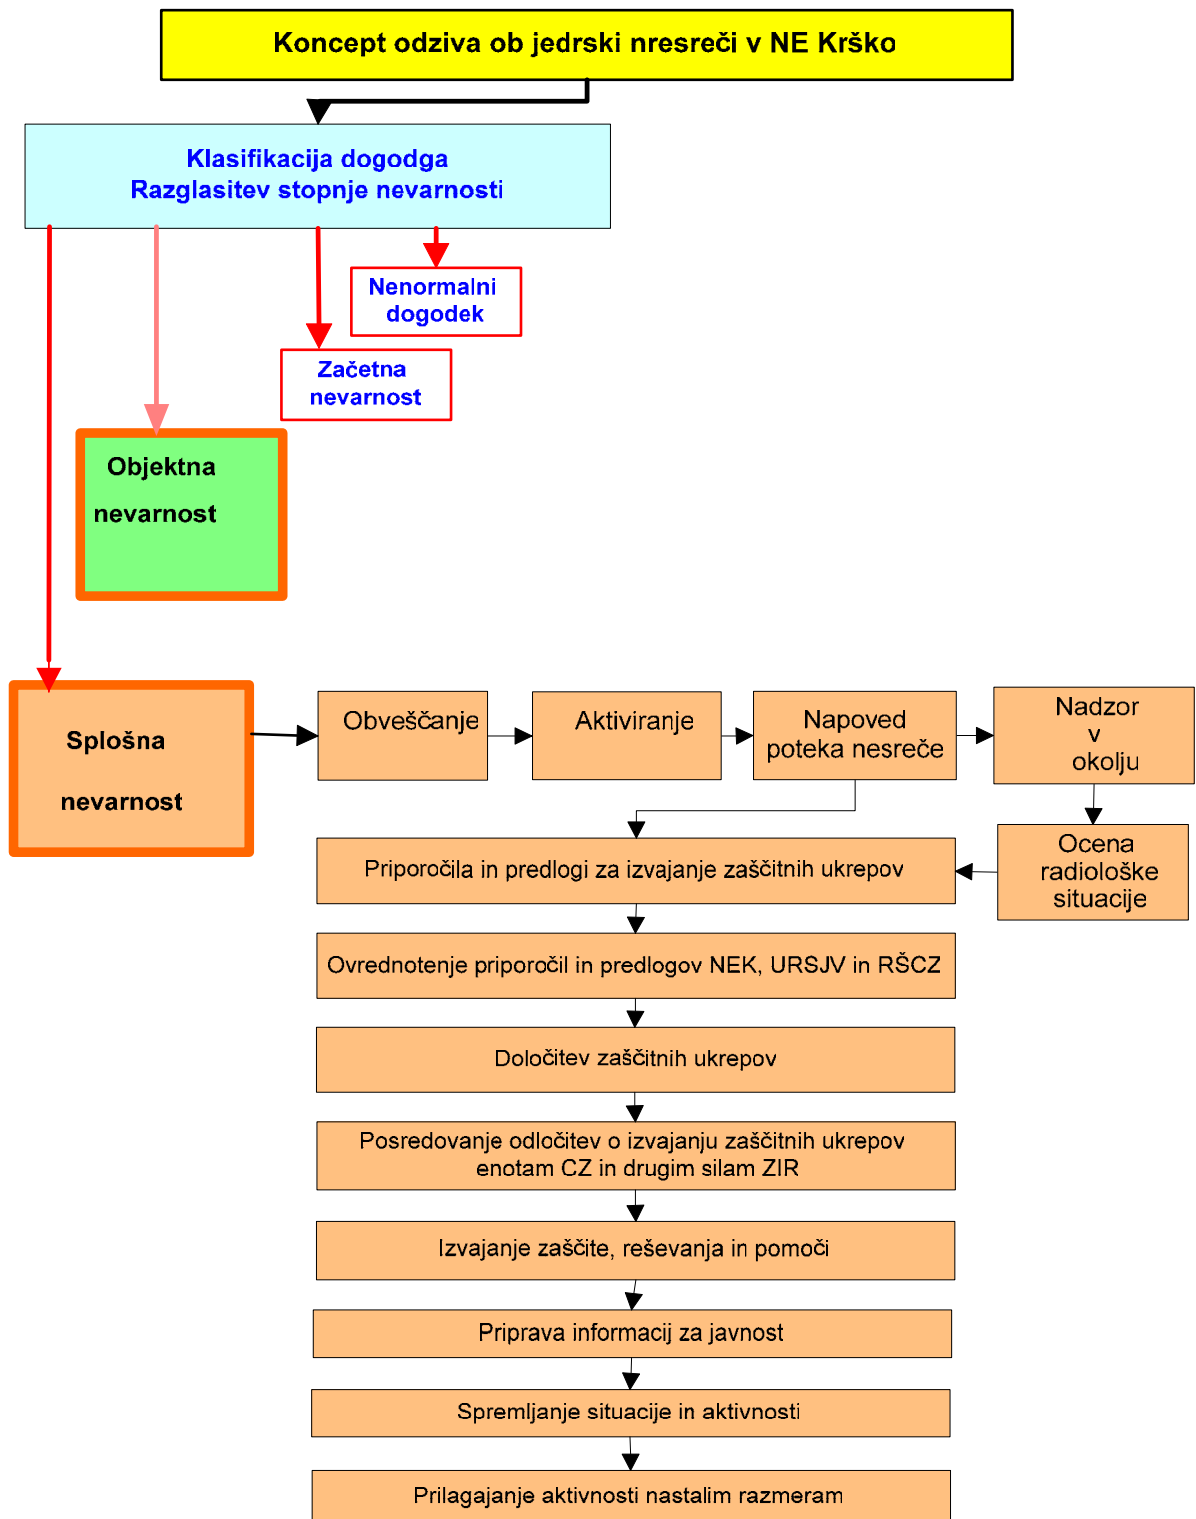 Koncept odziva ob jedrski nresreči v NE Krško
Klasifikacija dogodga
Razglasitev stopnje nevarnosti
Nenormalni
dogodek
Začetna
nevarnost
Objektna
nevarnost
Splošna
nevarnost
Obveščanje
Aktiviranje
Napoved
poteka nesreče
Nadzor
v
okolju
Ocena
radiološke
situacije
Priporočila in predlogi za izvajanje zaščitnih ukrepov
Ovrednotenje priporočil in predlogov NEK, URSJV in RŠCZ
Določitev zaščitnih ukrepov
Posredovanje odločitev o izvajanju zaščitnih ukrepov
enotam CZ in drugim silam ZIR
Izvajanje zaščite, reševanja in pomoči
Priprava informacij za javnost
Spremljanje situacije in aktivnosti
Prilagajanje aktivnosti nastalim razmeram